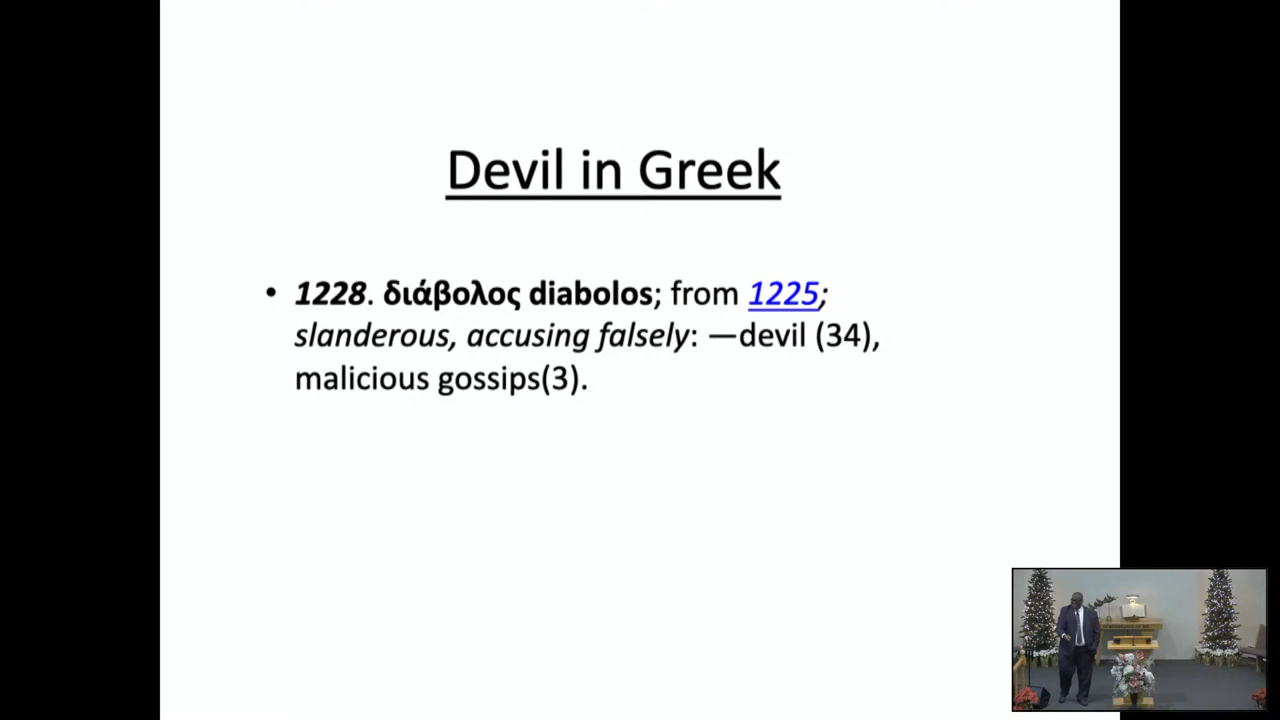 Devil in Greek
• 1228. διάβολος diabolos; from 1225;
slanderous, accusing falsely: —devil (34),
malicious gossips(3).